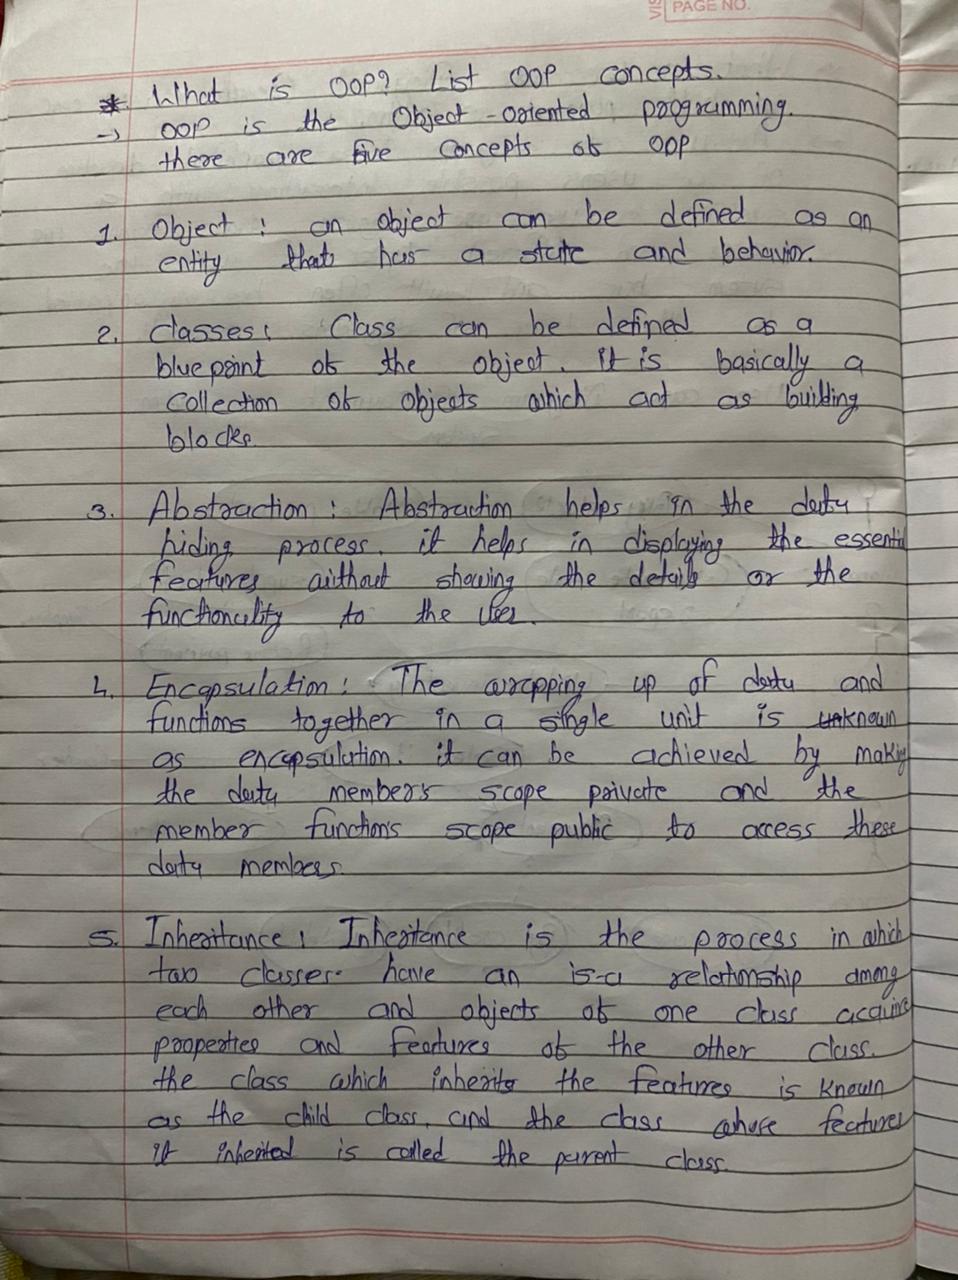 PAGE NO.
* What is OOP? List OOP concepts.
→ OOP is the Object-oriented programming.
there are five concepts of OOP
1. Object : an object can be defined as an
entity that has a state and behavior.
2. Classes : Class can be defined as a
blue paint of the object. it is basically a
collection of objects which act as building
blocks.
3. Abstraction : Abstraction helps in the data
hiding process. it helps in displaying the essential
features without showing the details or the
functionality to the user.
4. Encapsulation : The wrapping up of data and
functions together in a single unit is known
as encapsulation. it can be achieved by making
the data members scope private and the
member functions scope public to access these
data members.
5. Inheritance : Inheritance is the process in which
two classes have an is-a relationship among
each other and objects of one class acquire
properties and features of the other class.
the class which inherits the features is known
as the child class, and the class whose features
it inherited is called the parent class.